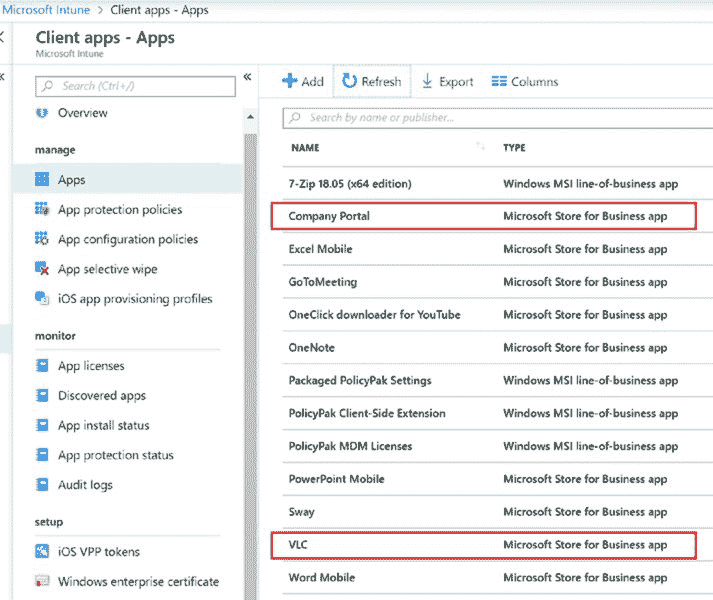 Microsoft Intune > Client apps - Apps
Client apps - Apps
Microsoft Intune
Search (Ctrl+/)
Overview
manage
Apps
App protection policies
App configuration policies
App selective wipe
iOS app provisioning profiles
monitor
App licenses
Discovered apps
App install status
App protection status
Audit logs
setup
iOS VPP tokens
Windows enterprise certificate
Add Refresh Export Columns
Search by name or publisher...
NAME TYPE
7-Zip 18.05 (x64 edition) Windows MSI line-of-business app
Company Portal Microsoft Store for Business app
Excel Mobile Microsoft Store for Business app
GoToMeeting Microsoft Store for Business app
OneClick downloader for YouTube Microsoft Store for Business app
OneNote Microsoft Store for Business app
Packaged PolicyPak Settings Windows MSI line-of-business app
PolicyPak Client-Side Extension Windows MSI line-of-business app
PolicyPak MDM Licenses Windows MSI line-of-business app
PowerPoint Mobile Microsoft Store for Business app
Sway Microsoft Store for Business app
VLC Microsoft Store for Business app
Word Mobile Microsoft Store for Business app